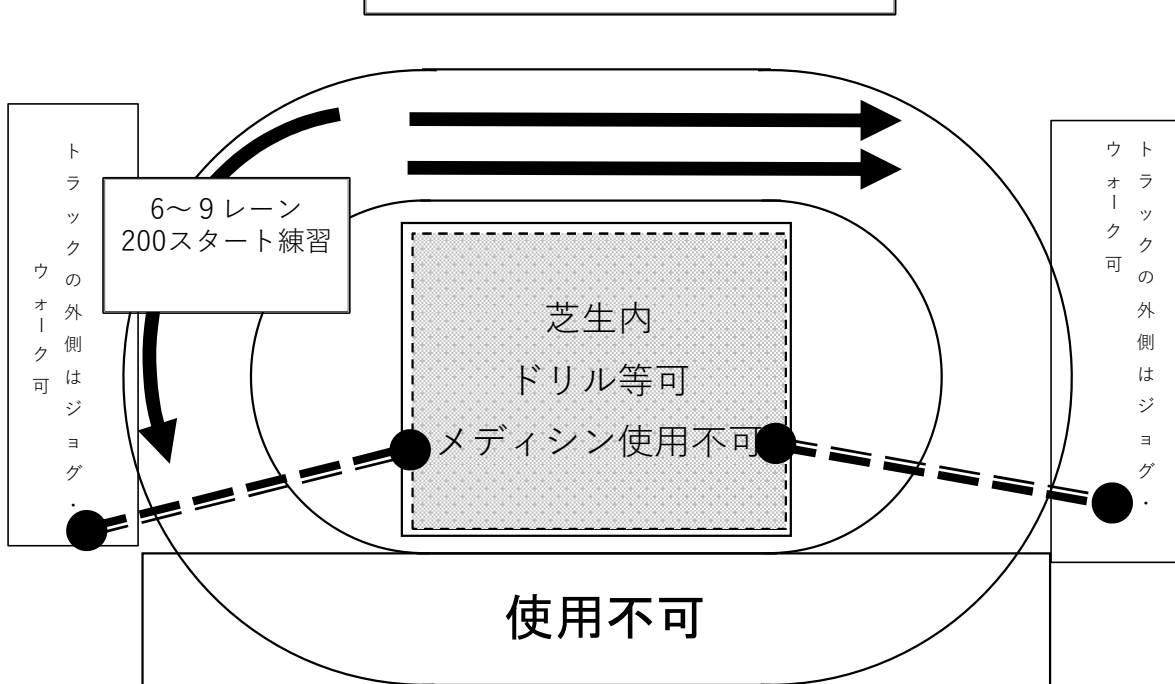 トラックの外側はジョグ・
ウォーク可
6～９レーン
200スタート練習
芝生内
ドリル等可
メディシン使用不可
トラックの外側はジョグ・
ウォーク可
使用不可